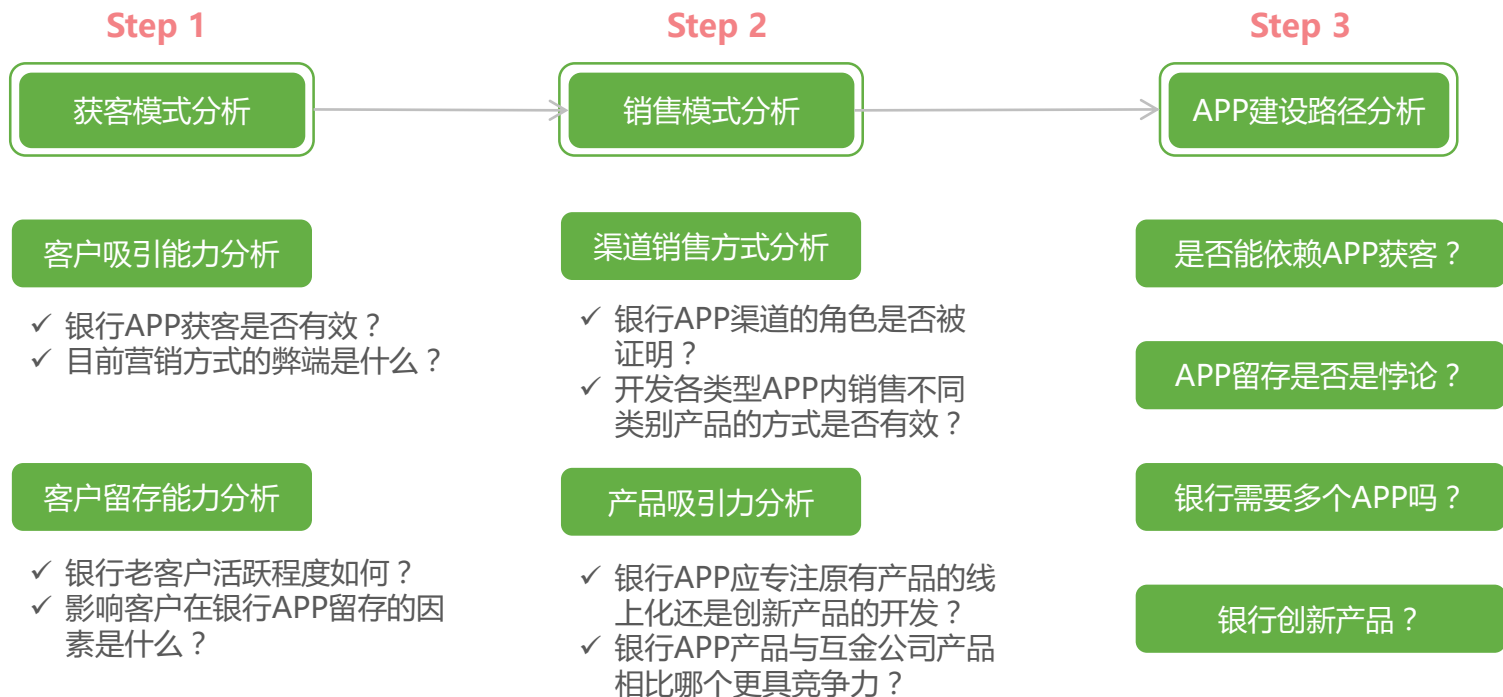 Step 1
获客模式分析
客户吸引能力分析
✓ 银行APP获客是否有效？
✓ 目前营销方式的弊端是什么？
客户留存能力分析
✓ 银行老客户活跃程度如何？
✓ 影响客户在银行APP留存的因
素是什么？
Step 2
销售模式分析
渠道销售方式分析
✓ 银行APP渠道的角色是否被
证明？
✓ 开发各类型APP内销售不同
类别产品的方式是否有效？
产品吸引力分析
✓ 银行APP应专注原有产品的线
上化还是创新产品的开发？
✓ 银行APP产品与互金公司产品
相比哪个更具竞争力？
Step 3
APP建设路径分析
是否能依赖APP获客？
APP留存是否是悖论？
银行需要多个APP吗？
银行创新产品？